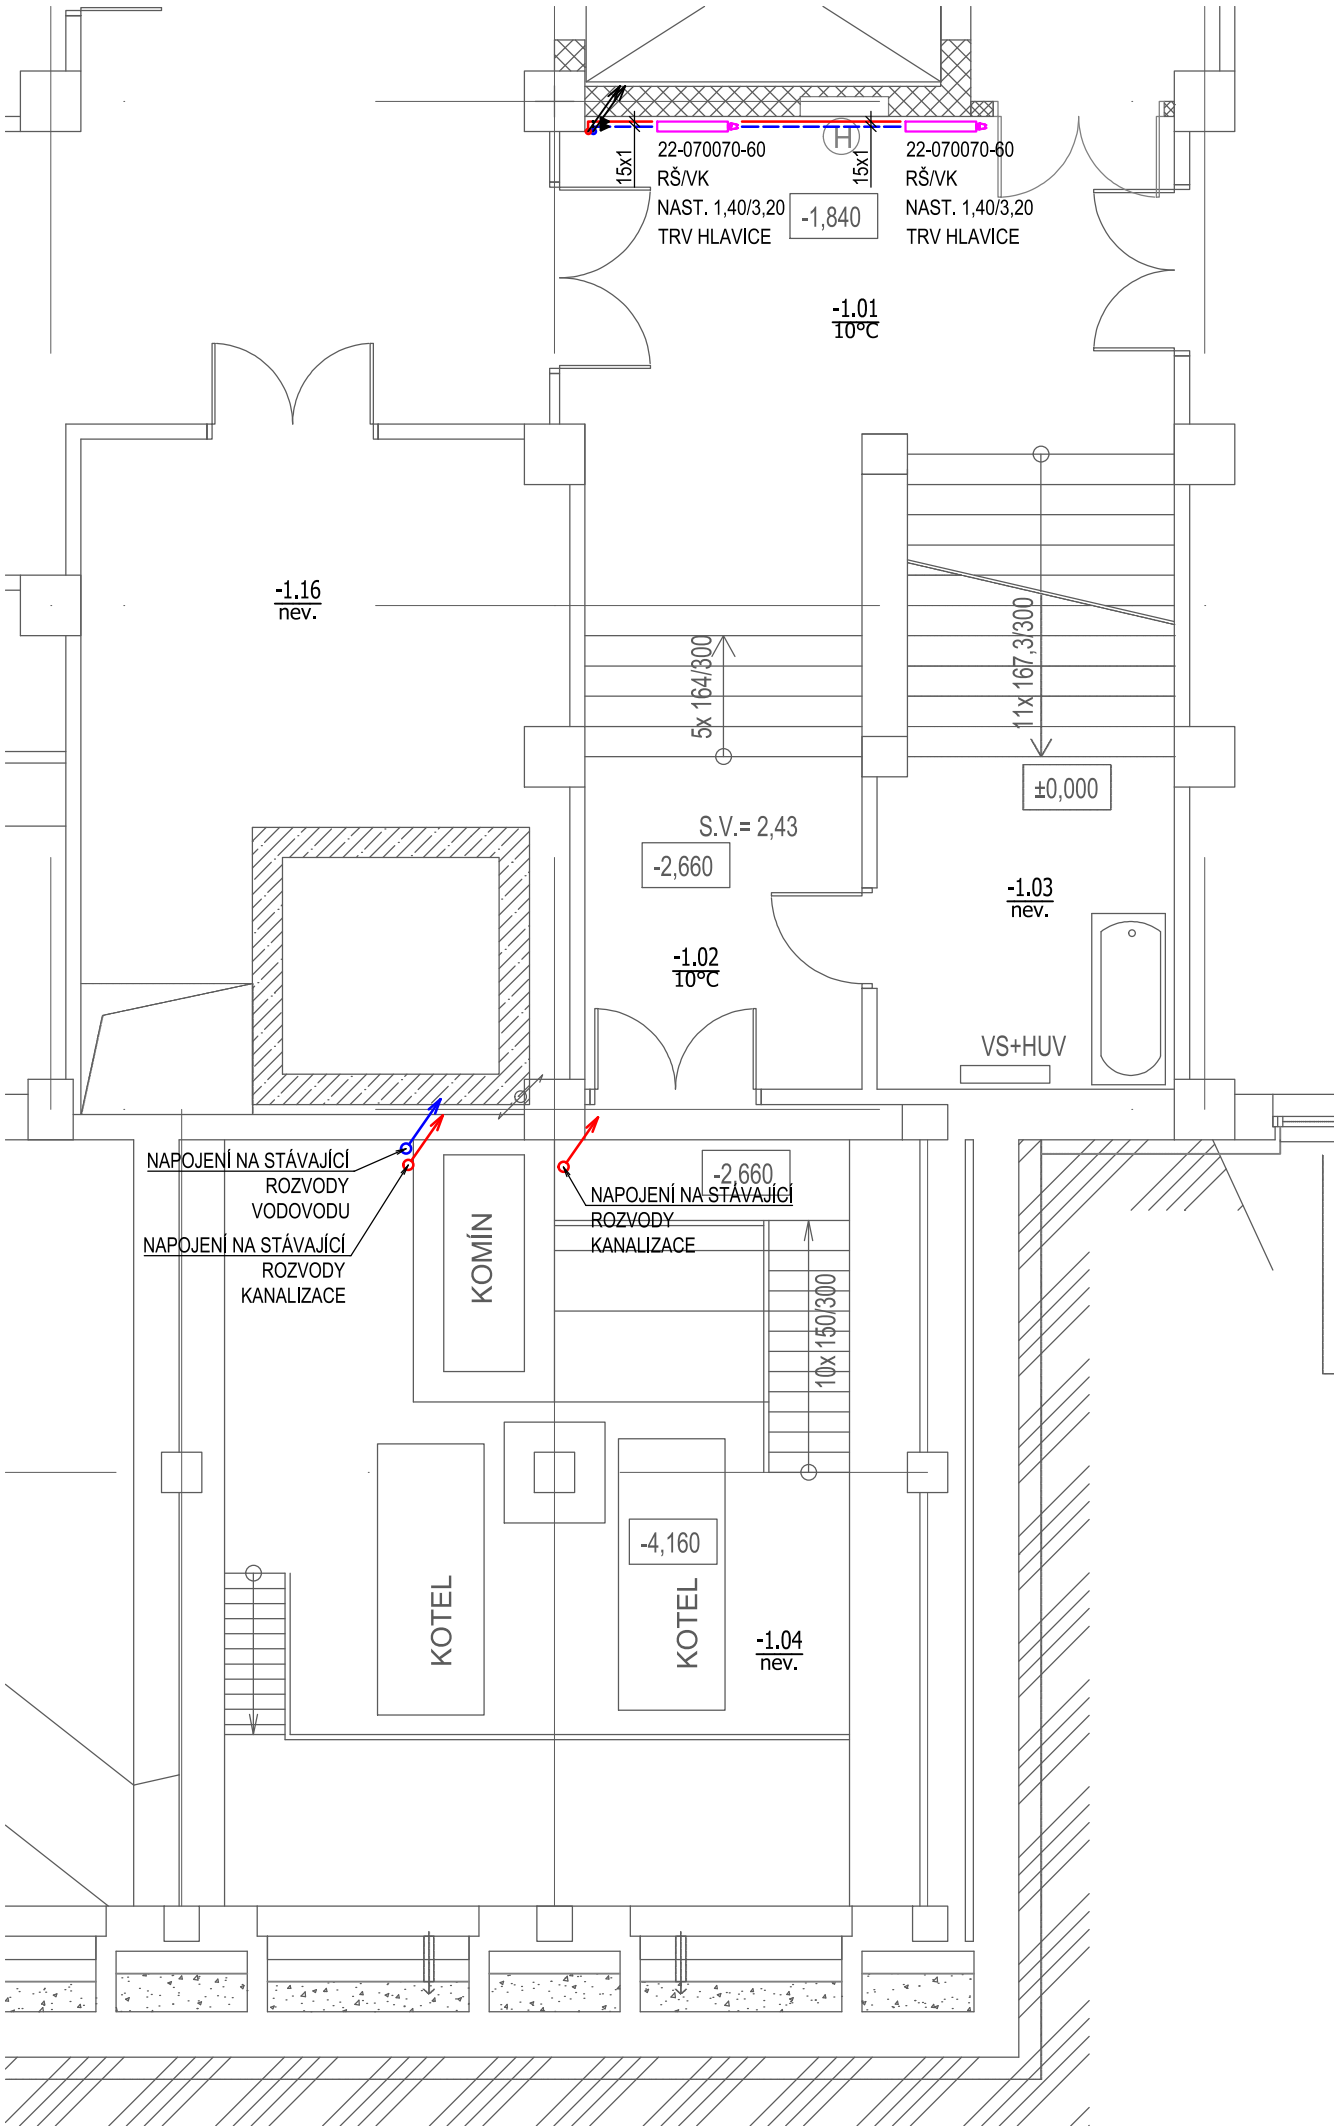 H
15x1
15x1
22-070070-60
RŠ/VK
NAST. 1,40/3,20
TRV HLAVICE
-1,840
22-070070-60
RŠ/VK
NAST. 1,40/3,20
TRV HLAVICE
-1.01
10°C
-1.16
nev.
5x 164/300
11x 167,3/300
±0,000
S.V.= 2,43
-2,660
-1.03
nev.
-1.02
10°C
VS+HUV
NAPOJENÍ NA STÁVAJÍCÍ
ROZVODY
VODOVODU
NAPOJENÍ NA STÁVAJÍCÍ
ROZVODY
KANALIZACE
-2,660
NAPOJENÍ NA STÁVAJÍCÍ
ROZVODY
KANALIZACE
KOMÍN
10x 150/300
-4,160
KOTEL
KOTEL
-1.04
nev.